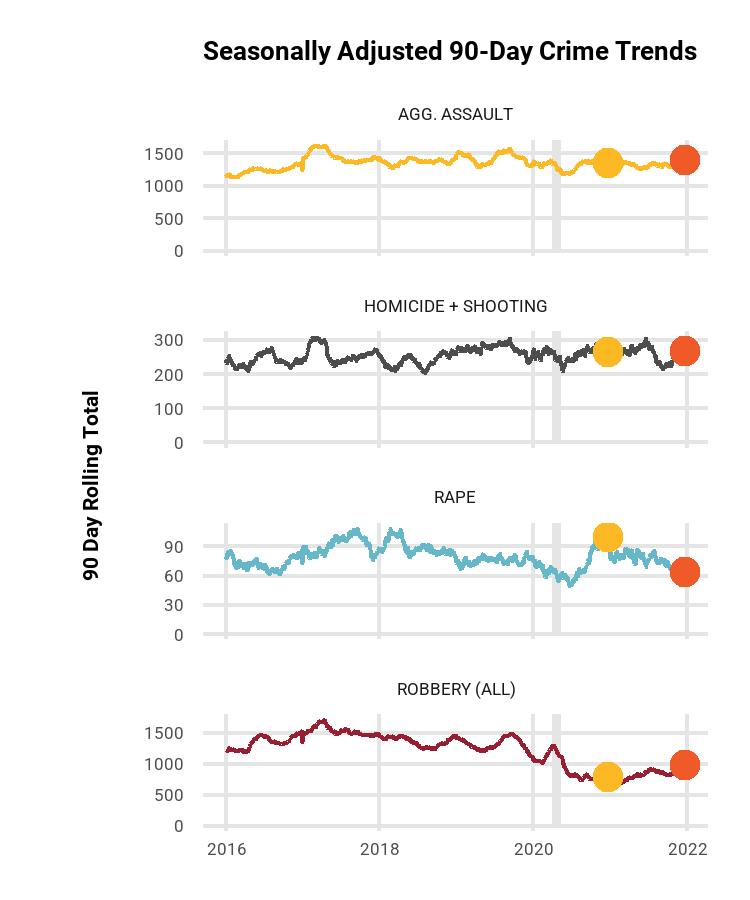 Seasonally Adjusted 90-Day Crime Trends
AGG. ASSAULT
1500
1000
500
0
HOMICIDE + SHOOTING
300
200
100
0
90 Day Rolling Total
RAPE
90
60
30
0
ROBBERY (ALL)
1500
1000
500
0
2016 2018 2020 2022